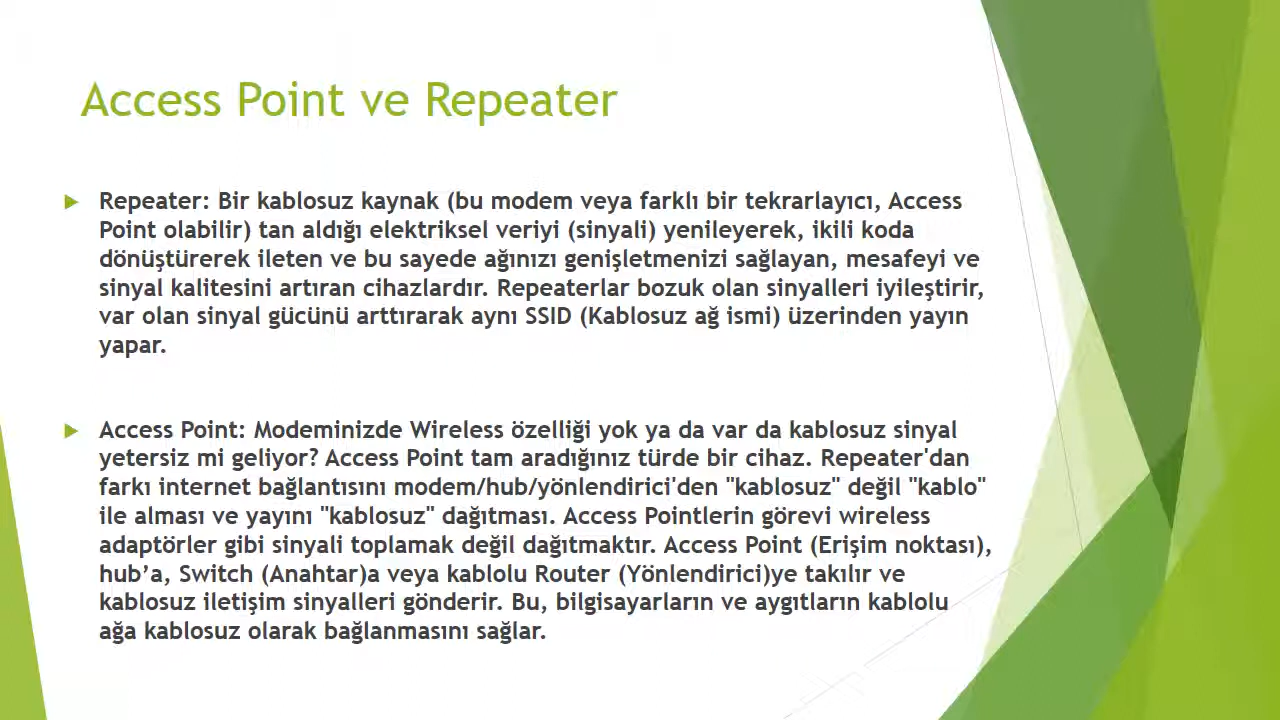 Access Point ve Repeater
Repeater: Bir kablosuz kaynak (bu modem veya farklı bir tekrarlayıcı, Access
Point olabilir) tan aldığı elektriksel veriyi (sinyali) yenileyerek, ikili koda
dönüştürerek ileten ve bu sayede ağınızı genişletmenizi sağlayan, mesafeyi ve
sinyal kalitesini artıran cihazlardır. Repeaterlar bozuk olan sinyalleri iyileştirir,
var olan sinyal gücünü arttırarak aynı SSID (Kablosuz ağ ismi) üzerinden yayın
yapar.
Access Point: Modeminizde Wireless özelliği yok ya da var da kablosuz sinyal
yetersiz mi geliyor? Access Point tam aradığınız türde bir cihaz. Repeater'dan
farkı internet bağlantısını modem/hub/yönlendirici'den "kablosuz" değil "kablo"
ile alması ve yayını "kablosuz" dağıtması. Access Pointlerin görevi wireless
adaptörler gibi sinyali toplamak değil dağıtmaktır. Access Point (Erişim noktası),
hub’a, Switch (Anahtar)a veya kablolu Router (Yönlendirici)ye takılır ve
kablosuz iletişim sinyalleri gönderir. Bu, bilgisayarların ve aygıtların kablolu
ağa kablosuz olarak bağlanmasını sağlar.